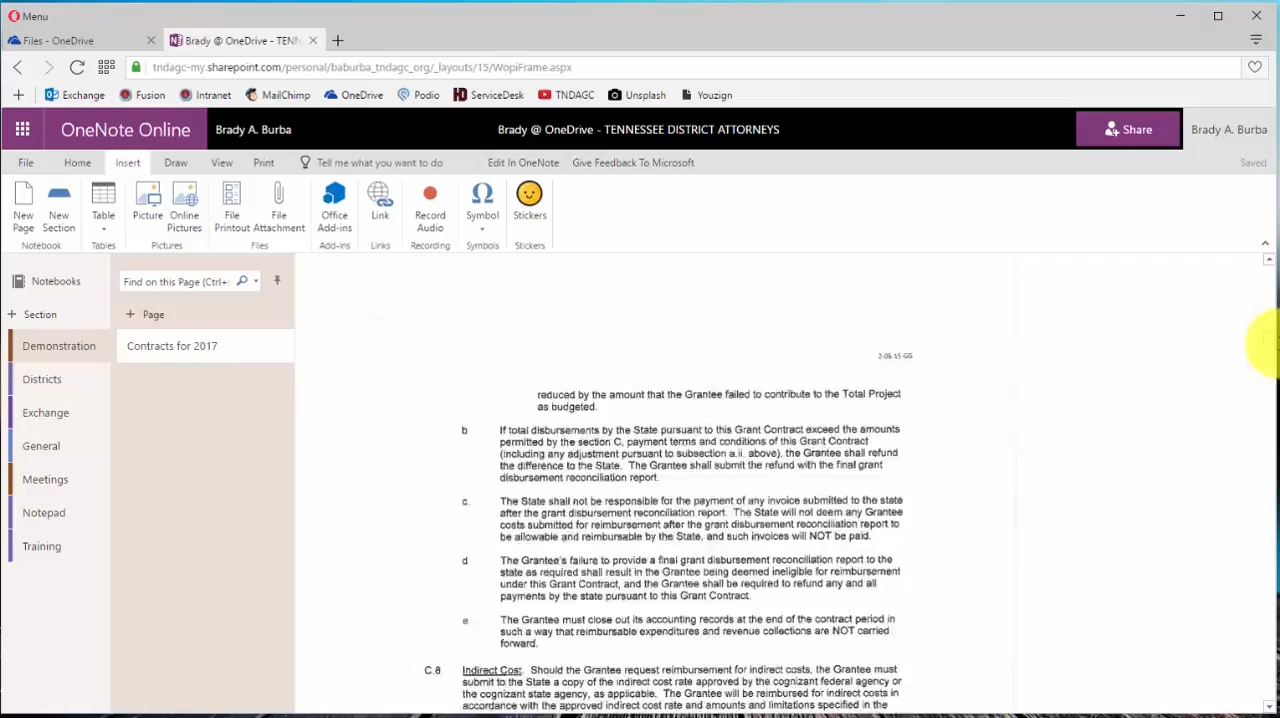 Menu
Files - OneDrive
Brady @ OneDrive - TENN
tndagc-my.sharepoint.com/personal/baburba_tndagc_org/_layouts/15/WopiFrame.aspx
Exchange Fusion Intranet MailChimp OneDrive Podio ServiceDesk TNDAGC Unsplash Youzign
OneNote Online Brady A. Burba Brady @ OneDrive - TENNESSEE DISTRICT ATTORNEYS Share Brady A. Burba
File Home Insert Draw View Print Tell me what you want to do Edit In OneNote Give Feedback To Microsoft Saved
New Page New Section Table Picture Online Pictures File Printout File Attachment Office Add-ins Link Record Audio Symbol Stickers
Notebook Tables Pictures Files Add-ins Links Recording Symbols Stickers
Notebooks Find on this Page (Ctrl+
+ Section + Page
Demonstration Contracts for 2017
Districts
Exchange
General
Meetings
Notepad
Training
2-06-15 GG
reduced by the amount that the Grantee failed to contribute to the Total Project
as budgeted.
b If total disbursements by the State pursuant to this Grant Contract exceed the amounts
permitted by the section C, payment terms and conditions of this Grant Contract
(including any adjustment pursuant to subsection a.ii. above), the Grantee shall refund
the difference to the State. The Grantee shall submit the refund with the final grant
disbursement reconciliation report.
c. The State shall not be responsible for the payment of any invoice submitted to the state
after the grant disbursement reconciliation report. The State will not deem any Grantee
costs submitted for reimbursement after the grant disbursement reconciliation report to
be allowable and reimbursable by the State, and such invoices will NOT be paid.
d The Grantee's failure to provide a final grant disbursement reconciliation report to the
state as required shall result in the Grantee being deemed ineligible for reimbursement
under this Grant Contract, and the Grantee shall be required to refund any and all
payments by the state pursuant to this Grant Contract.
e. The Grantee must close out its accounting records at the end of the contract period in
such a way that reimbursable expenditures and revenue collections are NOT carried
forward.
C.8 Indirect Cost. Should the Grantee request reimbursement for indirect costs, the Grantee must
submit to the State a copy of the indirect cost rate approved by the cognizant federal agency or
the cognizant state agency, as applicable. The Grantee will be reimbursed for indirect costs in
accordance with the approved indirect cost rate and amounts and limitations specified in the